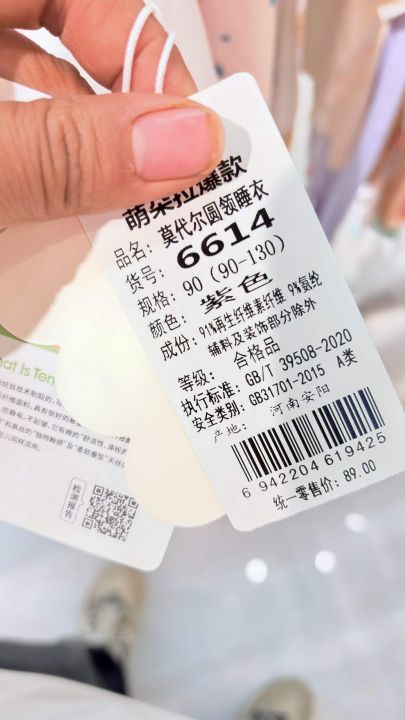 萌朵拉爆款
品名: 莫代尔圆领睡衣
货号: 6614
规格: 90 (90-130)
颜色: 紫色
成份: 91%再生纤维素纤维 9%氨纶
辅料及装饰部分除外
等级: 合格品
执行标准: GB/T 39508-2020
安全类别: GB31701-2015 A类
产地: 河南安阳
6 942204 619425
统一零售价: 89.00
检测报告